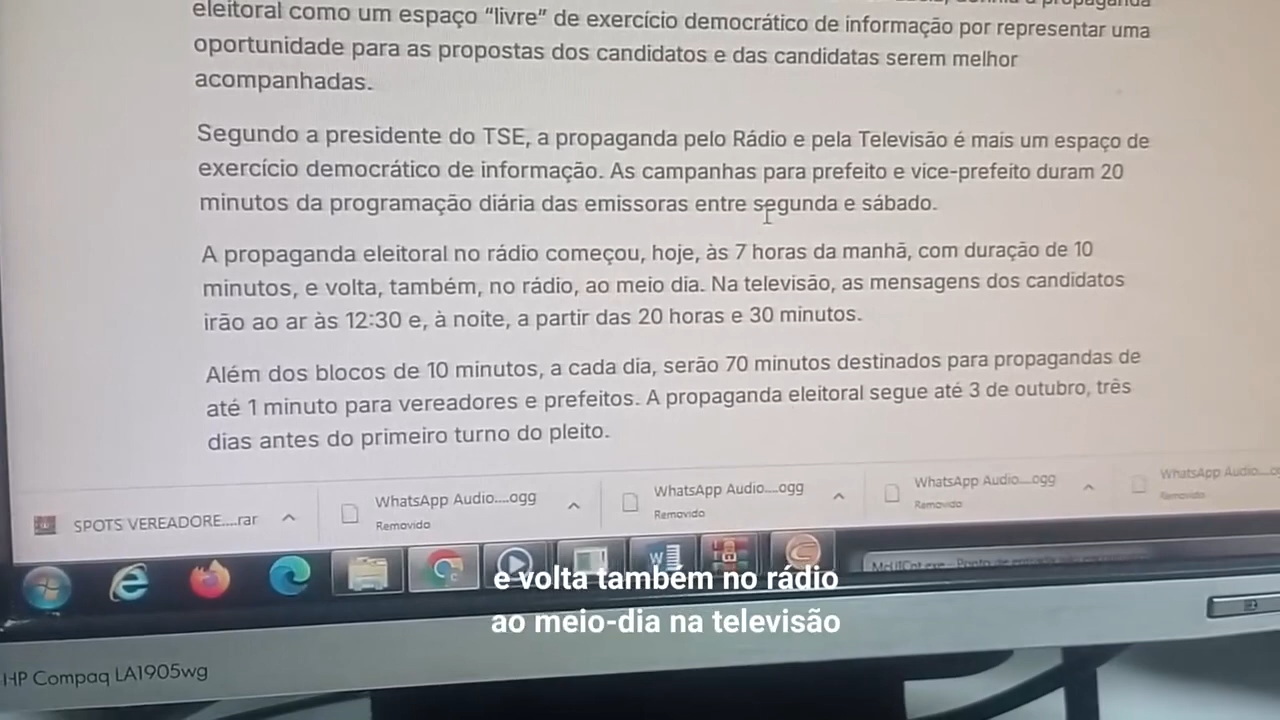 eleitoral como um espaço “livre” de exercício democrático de informação por representar uma
oportunidade para as propostas dos candidatos e das candidatas serem melhor
acompanhadas.
Segundo a presidente do TSE, a propaganda pelo Rádio e pela Televisão é mais um espaço de
exercício democrático de informação. As campanhas para prefeito e vice-prefeito duram 20
minutos da programação diária das emissoras entre segunda e sábado.
A propaganda eleitoral no rádio começou, hoje, às 7 horas da manhã, com duração de 10
minutos, e volta, também, no rádio, ao meio dia. Na televisão, as mensagens dos candidatos
irão ao ar às 12:30 e, à noite, a partir das 20 horas e 30 minutos.
Além dos blocos de 10 minutos, a cada dia, serão 70 minutos destinados para propagandas de
até 1 minuto para vereadores e prefeitos. A propaganda eleitoral segue até 3 de outubro, três
dias antes do primeiro turno do pleito.
SPOTS VEREADORE....rar
WhatsApp Audio....ogg
Removido
WhatsApp Audio....ogg
Removido
WhatsApp Audio....ogg
Removido
WhatsApp Audio....
Removido
e volta também no rádio
ao meio-dia na televisão
HP Compaq LA1905wg